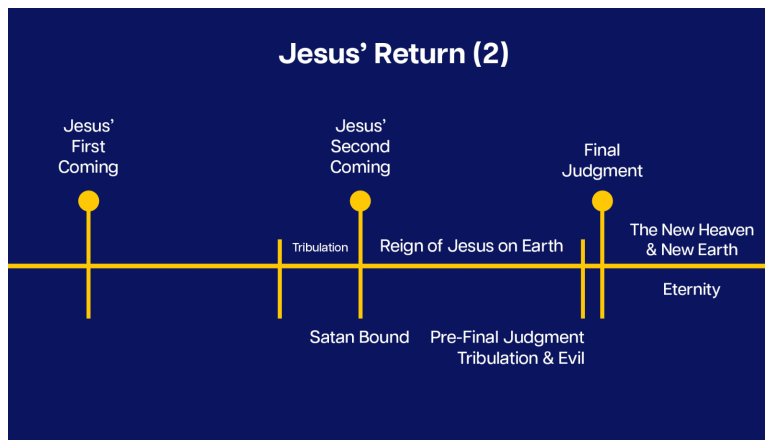 Jesus’ Return (2)
Jesus’
First
Coming
Jesus’
Second
Coming
Final
Judgment
Tribulation
Reign of Jesus on Earth
The New Heaven
& New Earth
Eternity
Satan Bound
Pre-Final Judgment
Tribulation & Evil